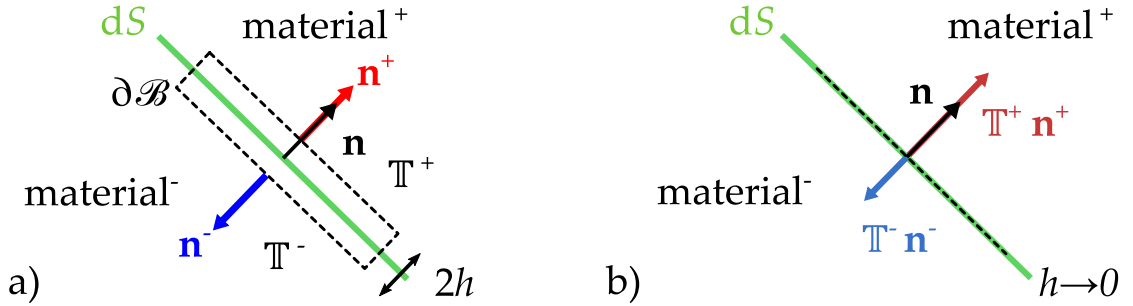 dS
material⁺
∂ℬ
n⁺
n
𝕋⁺
material⁻
n⁻
𝕋⁻
a)
2h
dS
material⁺
n
𝕋⁺ n⁺
material⁻
𝕋⁻ n⁻
b)
h→0